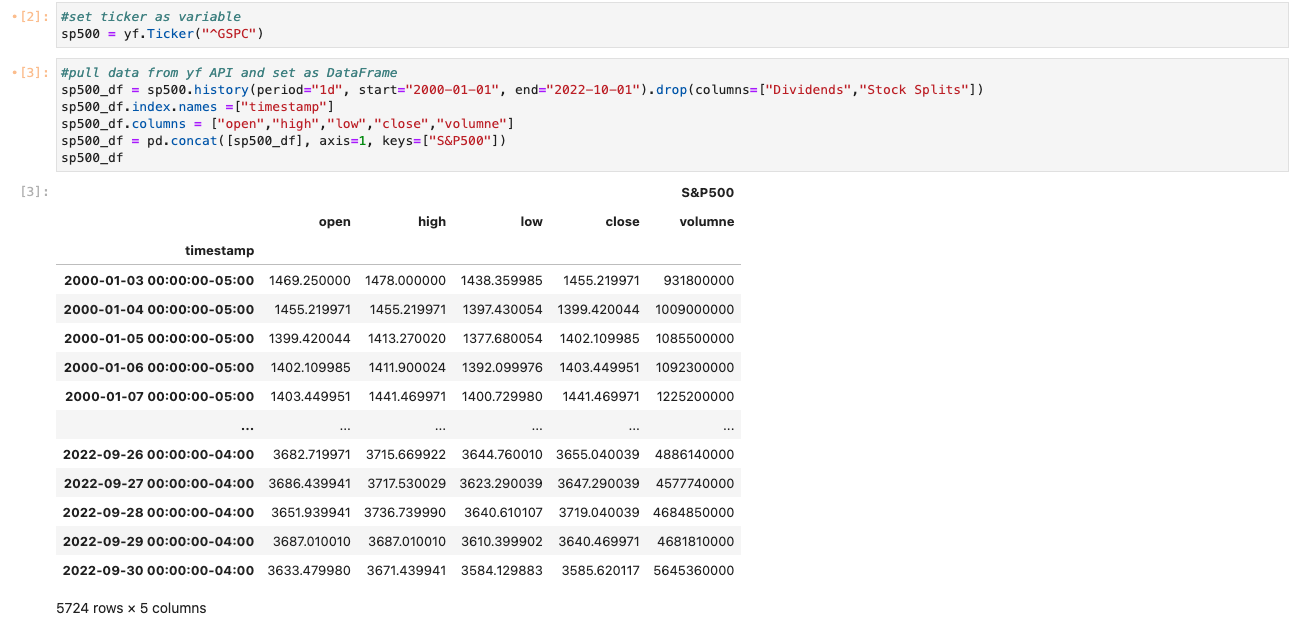 •[2]: #set ticker as variable
sp500 = yf.Ticker("^GSPC")
•[3]: #pull data from yf API and set as DataFrame
sp500_df = sp500.history(period="1d", start="2000-01-01", end="2022-10-01").drop(columns=["Dividends","Stock Splits"])
sp500_df.index.names =["timestamp"]
sp500_df.columns = ["open","high","low","close","volumne"]
sp500_df = pd.concat([sp500_df], axis=1, keys=["S&P500"])
sp500_df
[3]: S&P500
open high low close volumne
timestamp
2000-01-03 00:00:00-05:00 1469.250000 1478.000000 1438.359985 1455.219971 931800000
2000-01-04 00:00:00-05:00 1455.219971 1455.219971 1397.430054 1399.420044 1009000000
2000-01-05 00:00:00-05:00 1399.420044 1413.270020 1377.680054 1402.109985 1085500000
2000-01-06 00:00:00-05:00 1402.109985 1411.900024 1392.099976 1403.449951 1092300000
2000-01-07 00:00:00-05:00 1403.449951 1441.469971 1400.729980 1441.469971 1225200000
... ... ... ... ... ...
2022-09-26 00:00:00-04:00 3682.719971 3715.669922 3644.760010 3655.040039 4886140000
2022-09-27 00:00:00-04:00 3686.439941 3717.530029 3623.290039 3647.290039 4577740000
2022-09-28 00:00:00-04:00 3651.939941 3736.739990 3640.610107 3719.040039 4684850000
2022-09-29 00:00:00-04:00 3687.010010 3687.010010 3610.399902 3640.469971 4681810000
2022-09-30 00:00:00-04:00 3633.479980 3671.439941 3584.129883 3585.620117 5645360000
5724 rows × 5 columns